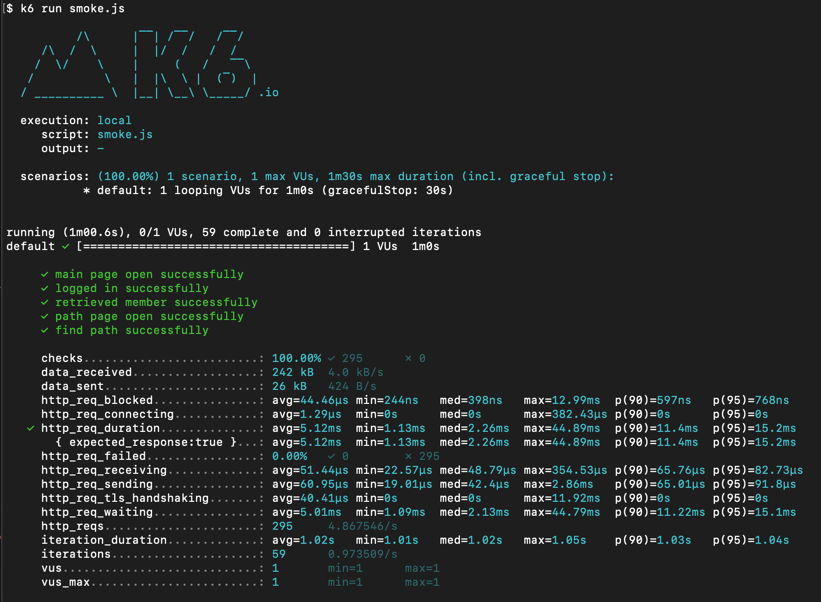 $ k6 run smoke.js
          /\      |‾‾| /‾‾/   /‾‾/
     /\  /  \     |  |/  /   /  /
    /  \/    \    |     (   /   ‾‾\
   /          \   |  |\  \ |  (‾)  |
  / __________ \  |__| \__\ \_____/ .io
execution: local
script: smoke.js
output: -
scenarios: (100.00%) 1 scenario, 1 max VUs, 1m30s max duration (incl. graceful stop):
* default: 1 looping VUs for 1m0s (gracefulStop: 30s)
running (1m00.6s), 0/1 VUs, 59 complete and 0 interrupted iterations
default ✓ [======================================] 1 VUs  1m0s
✓ main page open successfully
✓ logged in successfully
✓ retrieved member successfully
✓ path page open successfully
✓ find path successfully
checks.........................: 100.00% ✓ 295      ✗ 0
data_received..................: 242 kB  4.0 kB/s
data_sent......................: 26 kB   424 B/s
http_req_blocked...............: avg=44.46µs min=244ns   med=398ns   max=12.99ms  p(90)=597ns   p(95)=768ns
http_req_connecting............: avg=1.29µs  min=0s      med=0s      max=382.43µs p(90)=0s      p(95)=0s
✓ http_req_duration..............: avg=5.12ms  min=1.13ms  med=2.26ms  max=44.89ms  p(90)=11.4ms  p(95)=15.2ms
{ expected_response:true }...: avg=5.12ms  min=1.13ms  med=2.26ms  max=44.89ms  p(90)=11.4ms  p(95)=15.2ms
http_req_failed................: 0.00%   ✓ 0        ✗ 295
http_req_receiving.............: avg=51.44µs min=22.57µs med=48.79µs max=354.53µs p(90)=65.76µs p(95)=82.73µs
http_req_sending...............: avg=60.95µs min=19.01µs med=42.4µs  max=2.86ms   p(90)=65.01µs p(95)=91.8µs
http_req_tls_handshaking.......: avg=40.41µs min=0s      med=0s      max=11.92ms  p(90)=0s      p(95)=0s
http_req_waiting...............: avg=5.01ms  min=1.09ms  med=2.13ms  max=44.79ms  p(90)=11.22ms p(95)=15.1ms
http_reqs......................: 295     4.867546/s
iteration_duration.............: avg=1.02s   min=1.01s   med=1.02s   max=1.05s    p(90)=1.03s   p(95)=1.04s
iterations.....................: 59      0.973509/s
vus............................: 1       min=1      max=1
vus_max........................: 1       min=1      max=1